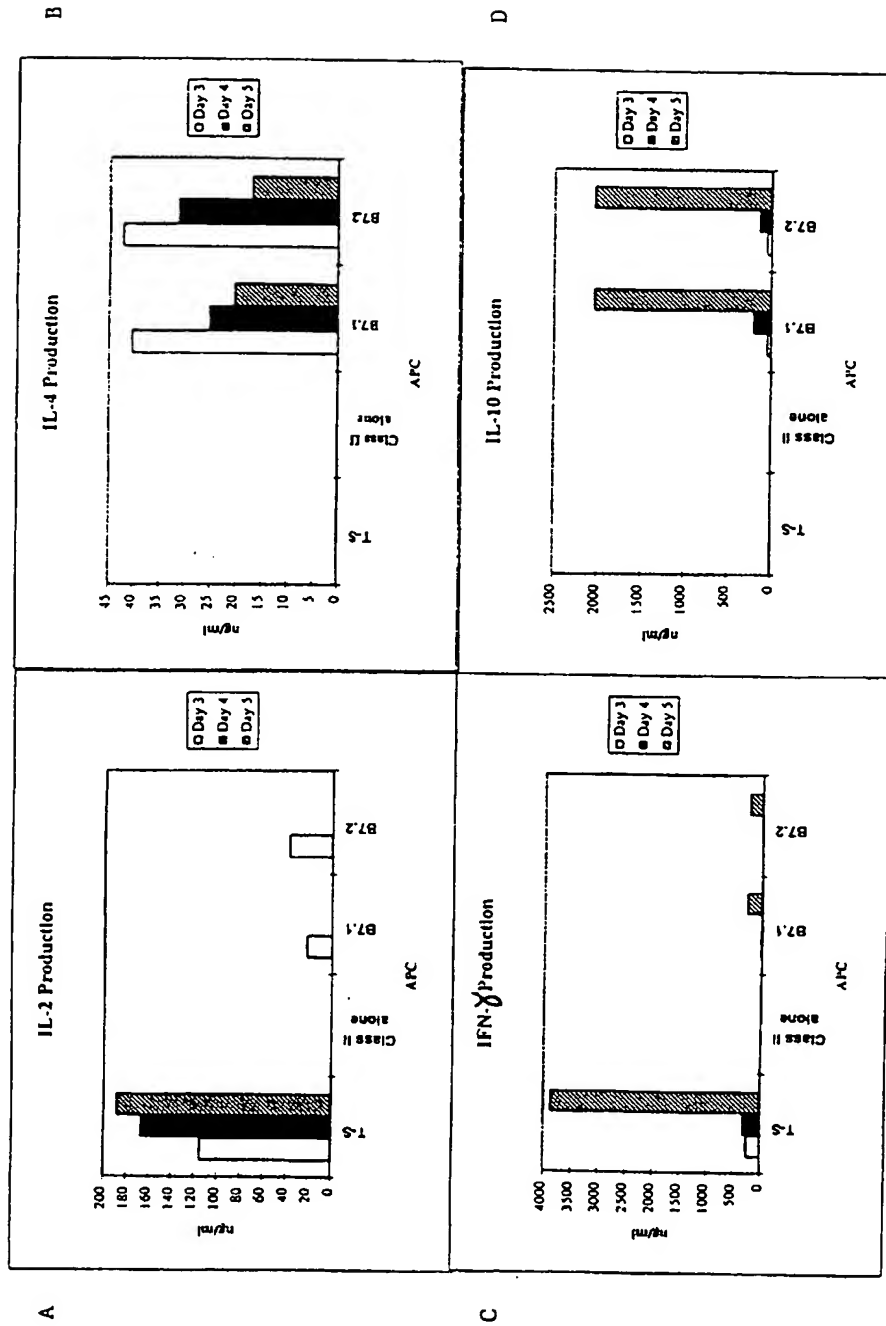 A
IL-2 Production
200
180
160
140
120
100
80
60
40
20
0
ng/ml
T-S
Class II
alone
B7.1
B7.2
APC
Day 3
Day 4
Day 5
B
IL-4 Production
45
40
35
30
25
20
15
10
5
0
ng/ml
T-S
Class II
alone
B7.1
B7.2
APC
Day 3
Day 4
Day 5
C
IFN-γ Production
4000
3500
3000
2500
2000
1500
1000
500
0
ng/ml
T-S
Class II
alone
B7.1
B7.2
APC
Day 3
Day 4
Day 5
D
IL-10 Production
2500
2000
1500
1000
500
0
ng/ml
T-S
Class II
alone
B7.1
B7.2
APC
Day 3
Day 4
Day 5